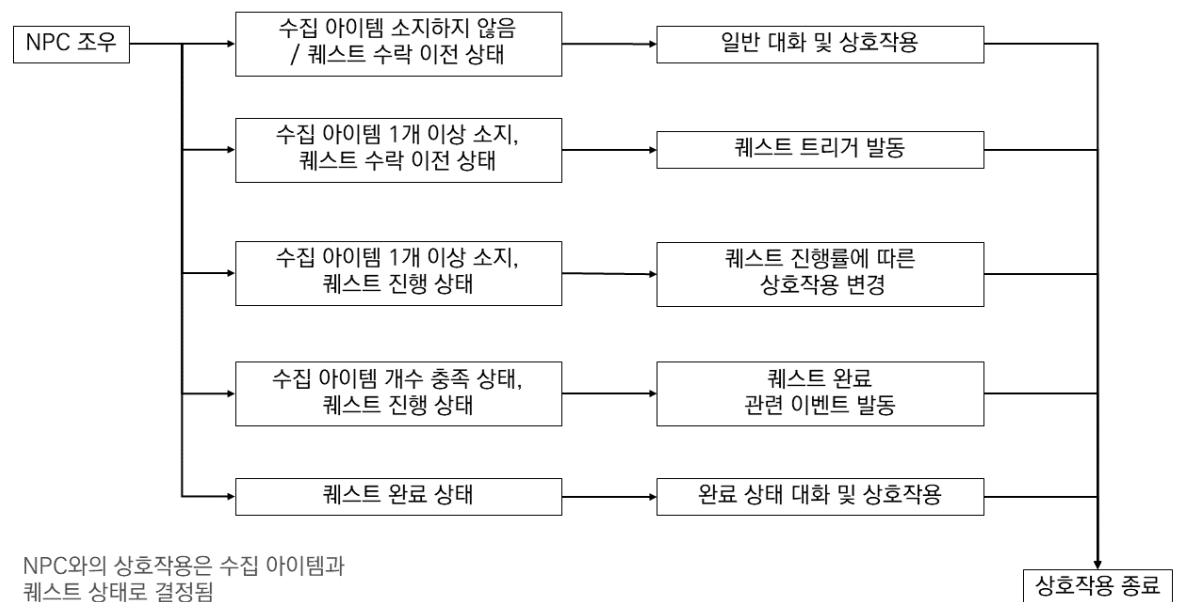 NPC 조우
수집 아이템 소지하지 않음
/ 퀘스트 수락 이전 상태
일반 대화 및 상호작용
수집 아이템 1개 이상 소지,
퀘스트 수락 이전 상태
퀘스트 트리거 발동
수집 아이템 1개 이상 소지,
퀘스트 진행 상태
퀘스트 진행률에 따른
상호작용 변경
수집 아이템 개수 충족 상태,
퀘스트 진행 상태
퀘스트 완료
관련 이벤트 발동
퀘스트 완료 상태
완료 상태 대화 및 상호작용
NPC와의 상호작용은 수집 아이템과
퀘스트 상태로 결정됨
상호작용 종료